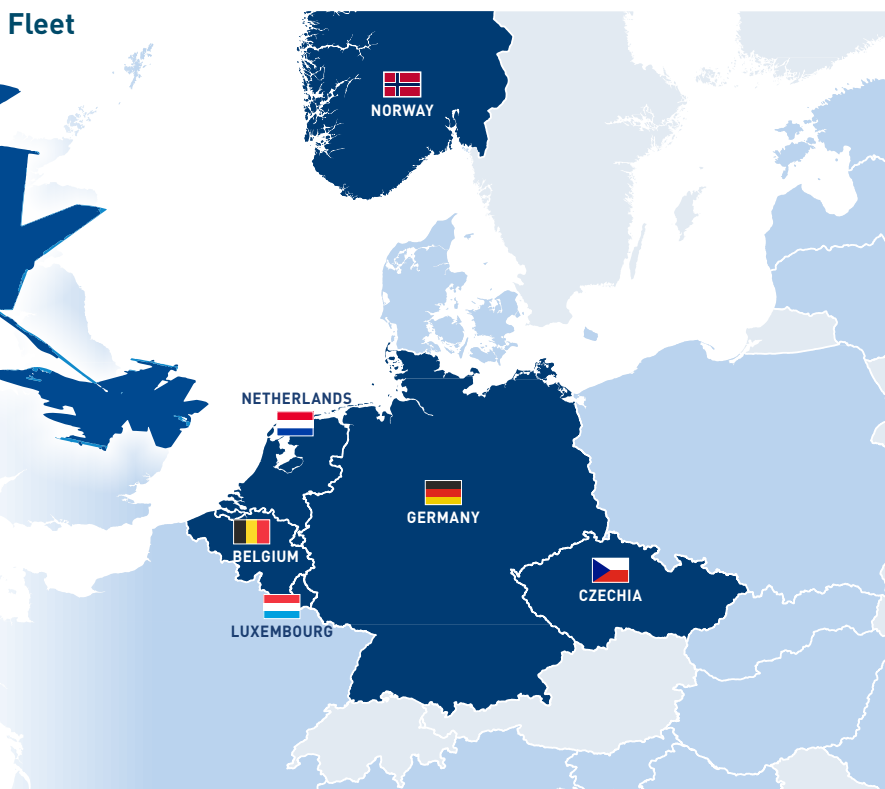 Fleet
NORWAY
NETHERLANDS
GERMANY
BELGIUM
CZECHIA
LUXEMBOURG